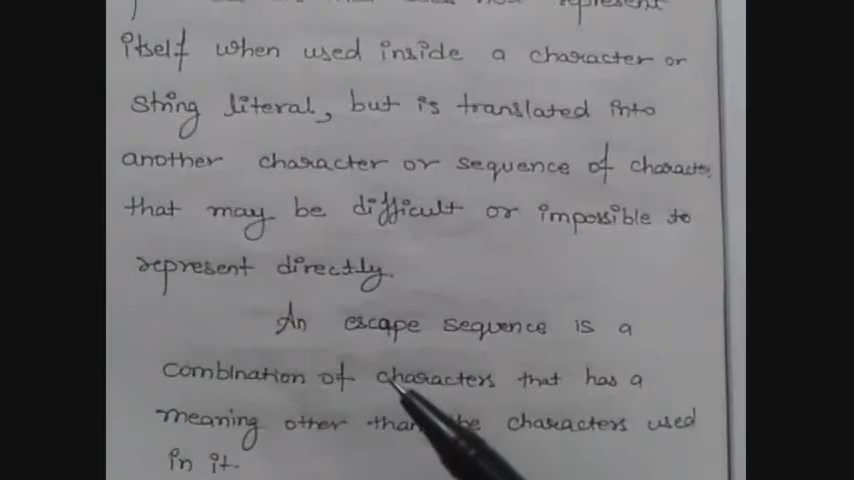 represent
itself when used inside a character or
string literal, but is translated into
another character or sequence of character
that may be difficult or impossible to
represent directly.
An escape sequence is a
combination of characters that has a
meaning other than the characters used
in it.